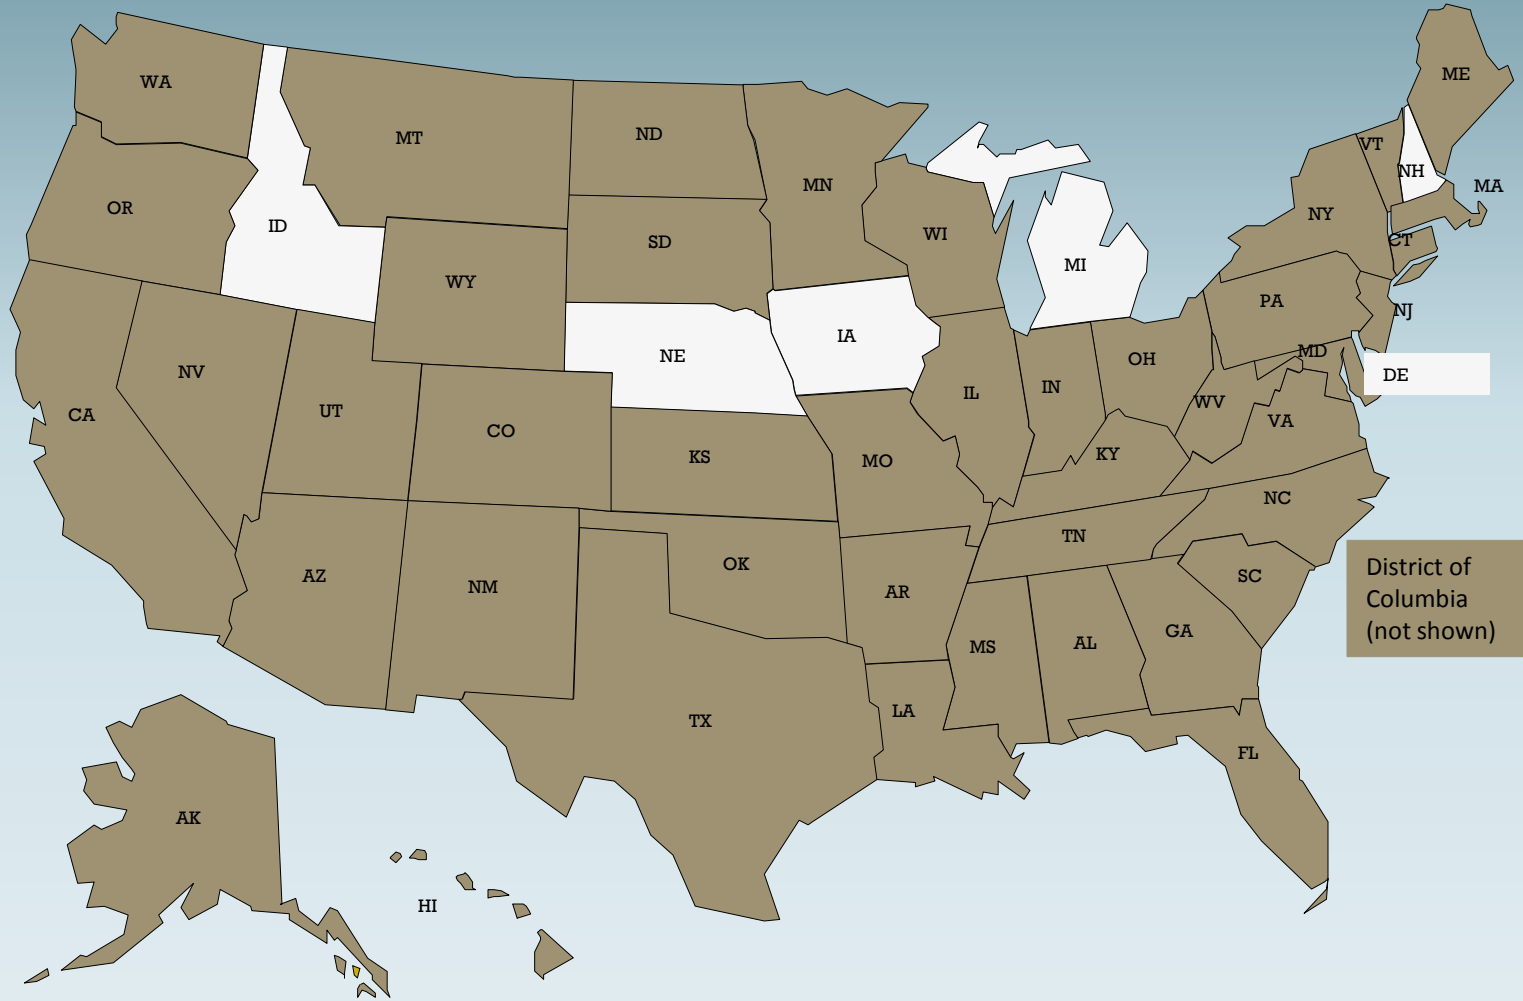 WA
ME
MT
ND
VT
NH
MN
MA
OR
NY
ID
WI
SD
CT
MI
WY
PA
NJ
IA
MD
NE
OH
DE
NV
IN
IL
WV
UT
CA
VA
CO
KY
KS
MO
NC
TN
OK
District of
Columbia
(not shown)
AZ
SC
NM
AR
GA
AL
MS
LA
TX
FL
AK
HI